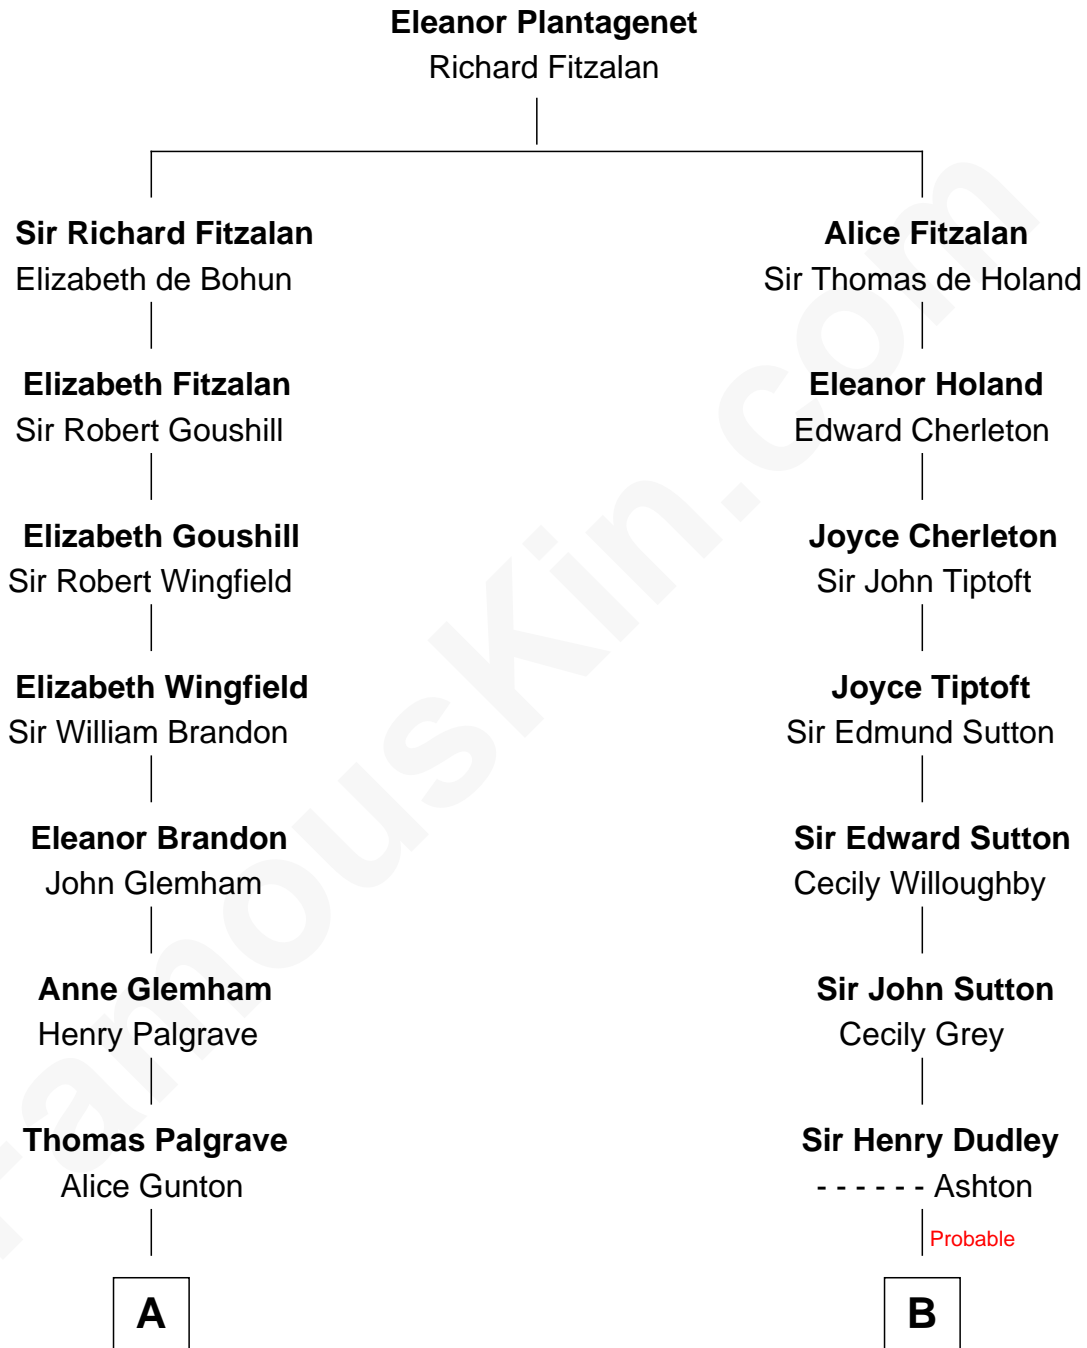 Eleanor Plantagenet
Richard Fitzalan
Sir Richard Fitzalan
Elizabeth de Bohun
Alice Fitzalan
Sir Thomas de Holand
Elizabeth Fitzalan
Sir Robert Goushill
Eleanor Holand
Edward Cherleton
Elizabeth Goushill
Sir Robert Wingfield
Joyce Cherleton
Sir John Tiptoft
Elizabeth Wingfield
Sir William Brandon
Joyce Tiptoft
Sir Edmund Sutton
Eleanor Brandon
John Glemham
Sir Edward Sutton
Cecily Willoughby
Anne Glemham
Henry Palgrave
Sir John Sutton
Cecily Grey
Thomas Palgrave
Alice Gunton
Sir Henry Dudley
- - - - - - Ashton
Probable
A
B
FamousKin.com